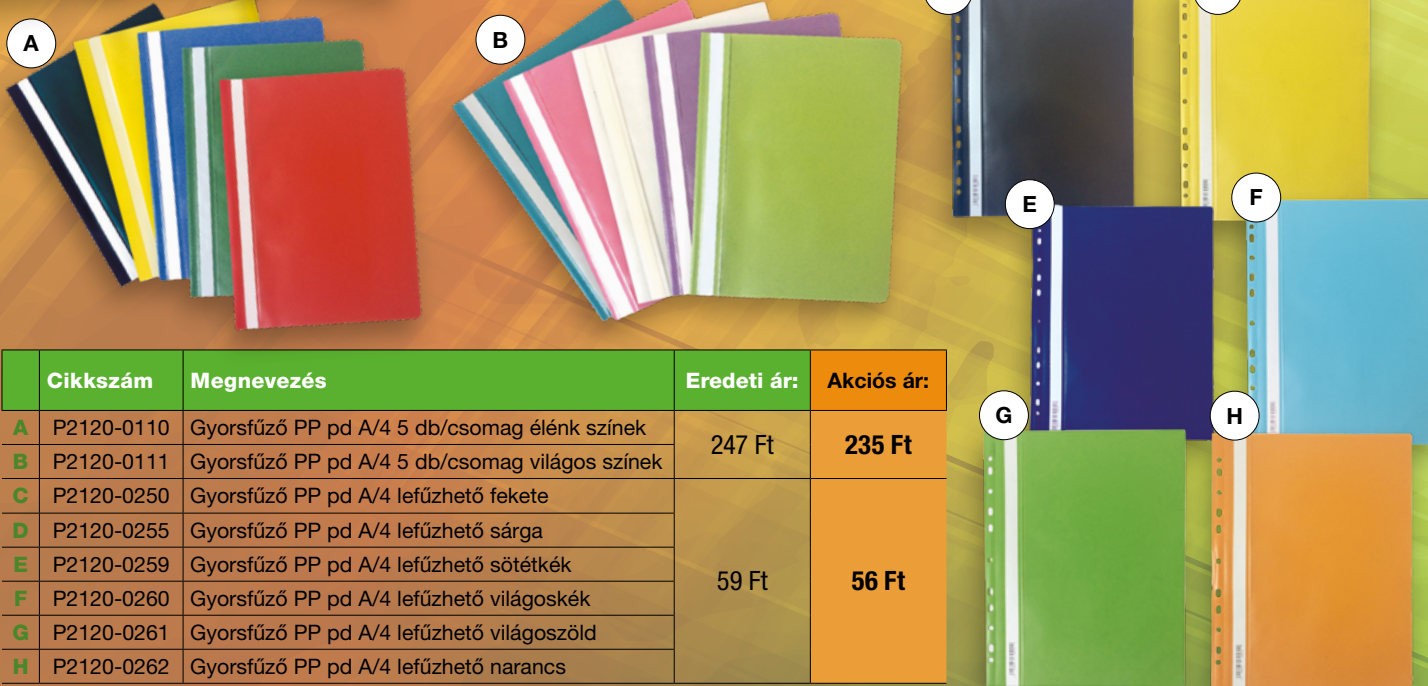 A
B
E
F
G
H
Cikkszám Megnevezés Eredeti ár: Akciós ár:
A P2120-0110 Gyorsfűző PP pd A/4 5 db/csomag élénk színek 247 Ft 235 Ft
B P2120-0111 Gyorsfűző PP pd A/4 5 db/csomag világos színek
C P2120-0250 Gyorsfűző PP pd A/4 lefűzhető fekete 59 Ft 56 Ft
D P2120-0255 Gyorsfűző PP pd A/4 lefűzhető sárga
E P2120-0259 Gyorsfűző PP pd A/4 lefűzhető sötétkék
F P2120-0260 Gyorsfűző PP pd A/4 lefűzhető világoskék
G P2120-0261 Gyorsfűző PP pd A/4 lefűzhető világoszöld
H P2120-0262 Gyorsfűző PP pd A/4 lefűzhető narancs